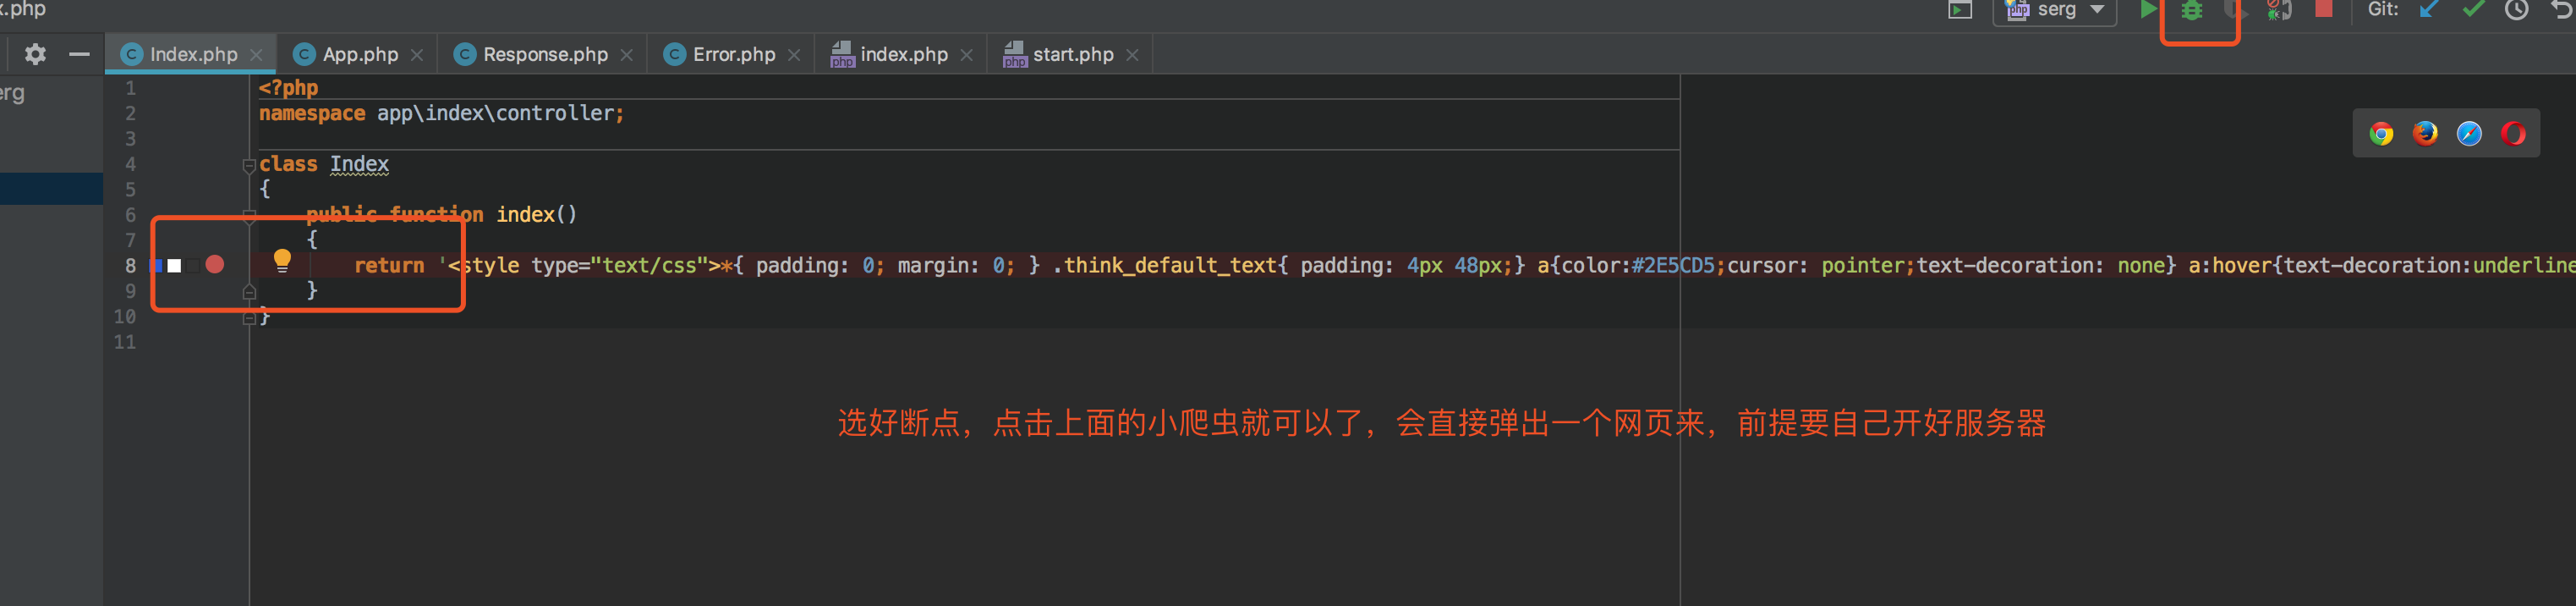 x.php
serg
Git:
Index.php
App.php
Response.php
Error.php
index.php
start.php
erg
1 <?php
2 namespace app\index\controller;
3
4 class Index
5 {
6 public function index()
7 {
8 return '<style type="text/css">*{ padding: 0; margin: 0; } .think_default_text{ padding: 4px 48px;} a{color:#2E5CD5;cursor: pointer;text-decoration: none} a:hover{text-decoration:underline
9 }
10 }
11
选好断点，点击上面的小爬虫就可以了，会直接弹出一个网页来，前提要自己开好服务器